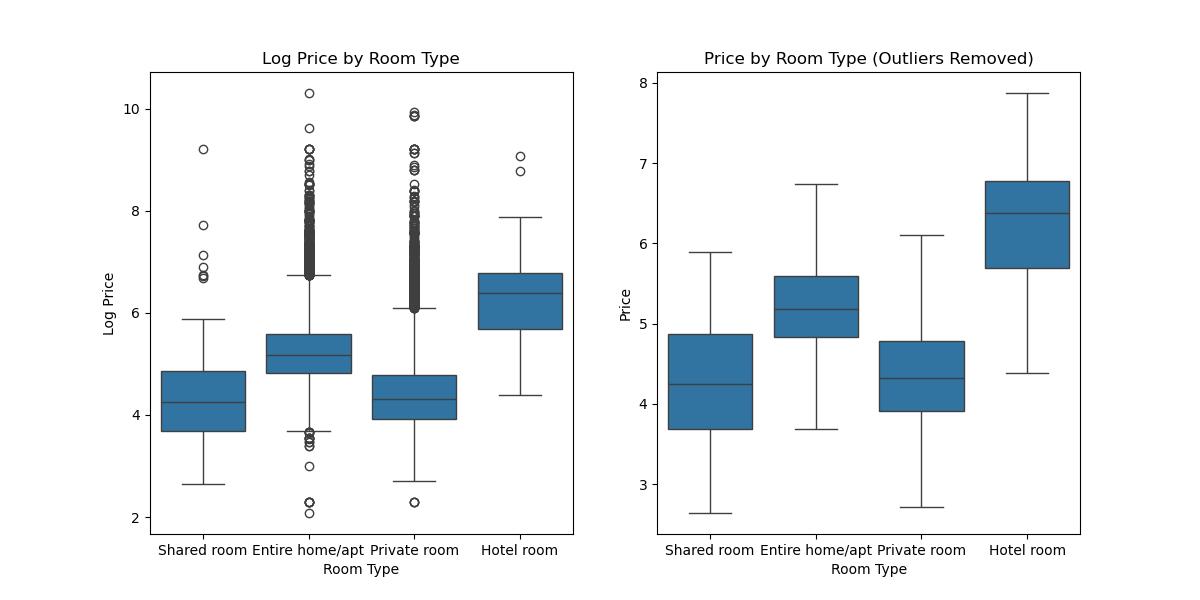 Log Price by Room Type
Log Price
10
8
6
4
2
Shared room Entire home/apt Private room Hotel room
Room Type
Price by Room Type (Outliers Removed)
Price
8
7
6
5
4
3
Shared room Entire home/apt Private room Hotel room
Room Type